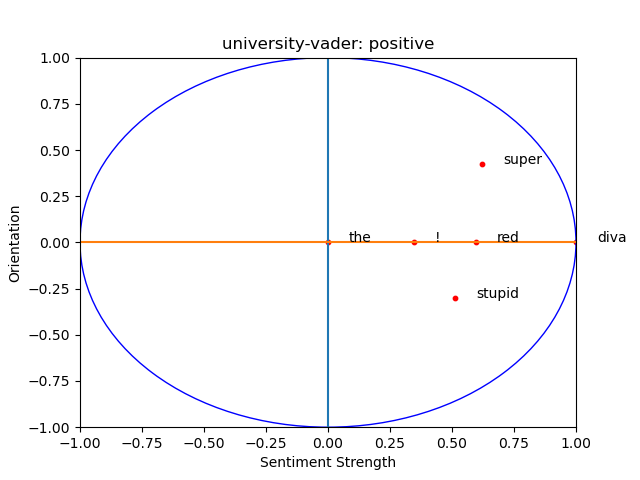 university-vader: positive
1.00
0.75
0.50
0.25
0.00
−0.25
−0.50
−0.75
−1.00
Orientation
super
the
!
red
diva
stupid
−1.00 −0.75 −0.50 −0.25 0.00 0.25 0.50 0.75 1.00
Sentiment Strength